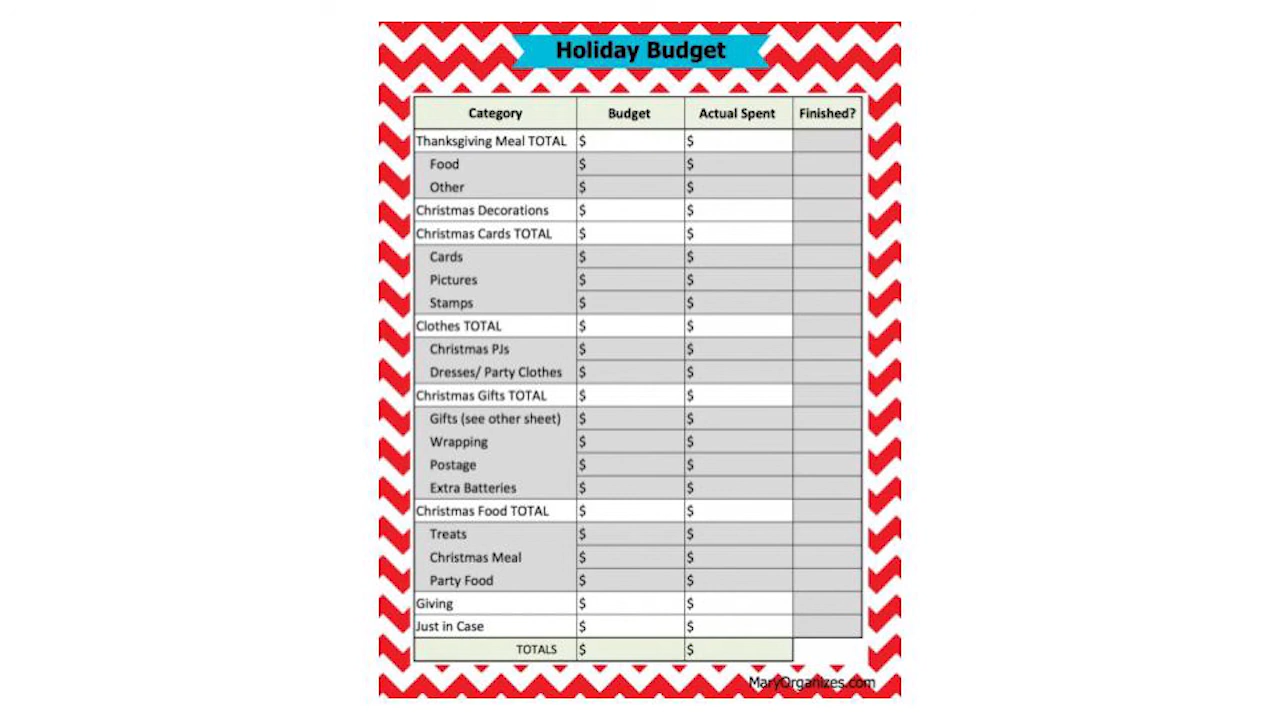 Holiday Budget
Category Budget Actual Spent Finished?
Thanksgiving Meal TOTAL $ $
Food $ $
Other $ $
Christmas Decorations $ $
Christmas Cards TOTAL $ $
Cards $ $
Pictures $ $
Stamps $ $
Clothes TOTAL $ $
Christmas PJs $ $
Dresses/ Party Clothes $ $
Christmas Gifts TOTAL $ $
Gifts (see other sheet) $ $
Wrapping $ $
Postage $ $
Extra Batteries $ $
Christmas Food TOTAL $ $
Treats $ $
Christmas Meal $ $
Party Food $ $
Giving $ $
Just in Case $ $
TOTALS $ $
MaryOrganizes.com